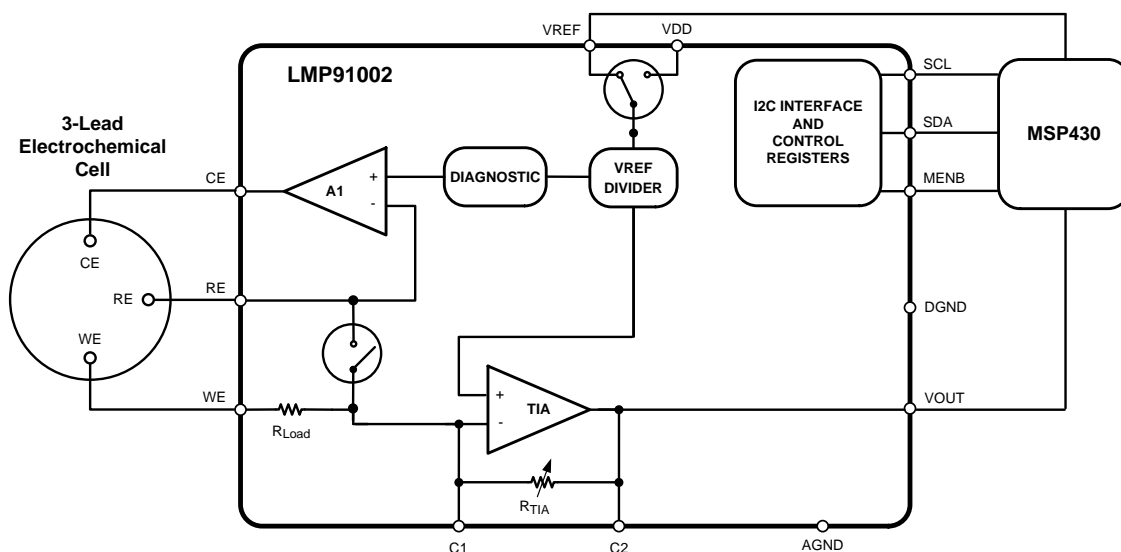 VREF
VDD
LMP91002
SCL
I2C INTERFACE
AND
CONTROL
REGISTERS
MSP430
SDA
3-Lead
Electrochemical
Cell
CE
A1
+
-
DIAGNOSTIC
VREF
DIVIDER
MENB
CE
RE
RE
DGND
WE
WE
RLoad
+
-
TIA
VOUT
RTIA
C1
C2
AGND